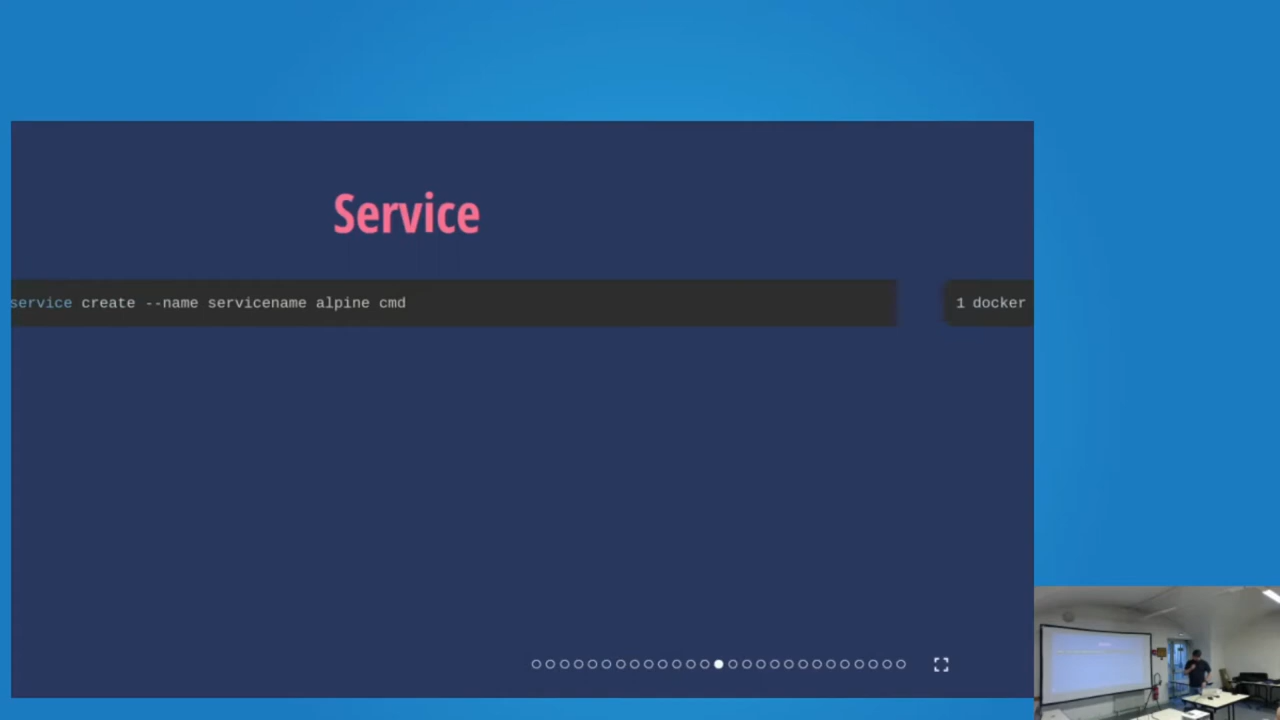 Service
service create --name servicename alpine cmd
1 docker